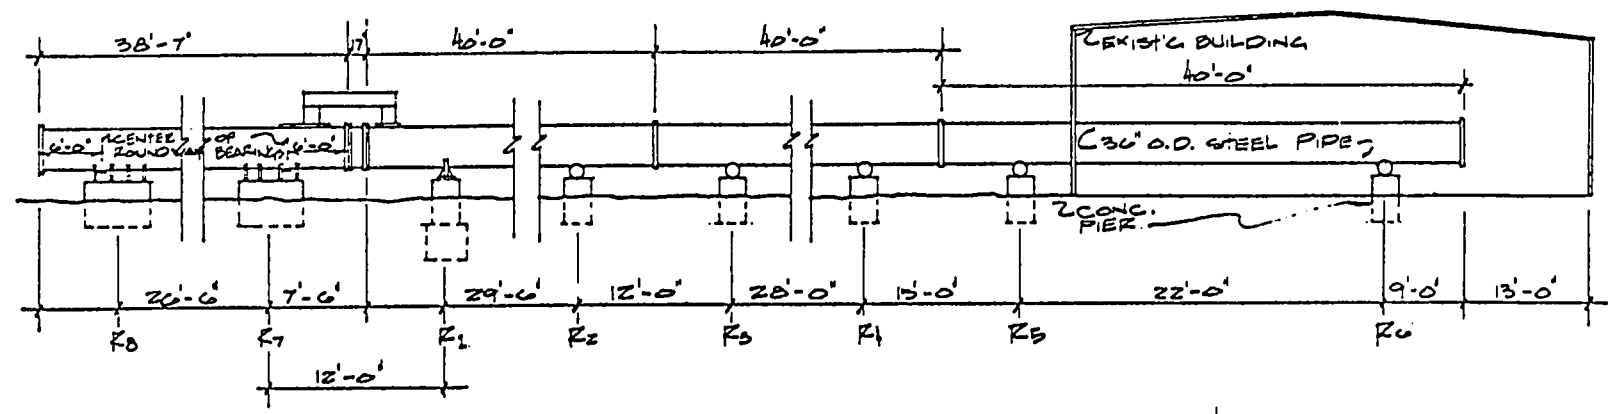 38'-7"
17"
40'-0"
40'-0"
EXIST'G BUILDING
40'-0"
6'-0"
CENTER
ROUND
OF
BEARING
6'-0"
36" O.D. STEEL PIPE
CONC.
PIER
26'-6"
7'-6"
29'-6"
12'-0"
28'-0"
15'-0"
22'-0"
9'-0"
13'-0"
R8
R7
R1
R2
R3
R4
R5
R6
12'-0"